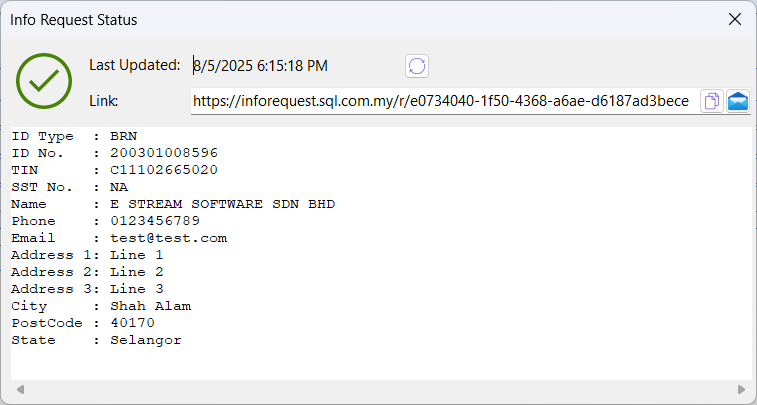 Info Request Status
Last Updated: 8/5/2025 6:15:18 PM
Link: https://inforequest.sql.com.my/r/e0734040-1f50-4368-a6ae-d6187ad3bece
ID Type  : BRN
ID No.   : 200301008596
TIN      : C11102665020
SST No.  : NA
Name     : E STREAM SOFTWARE SDN BHD
Phone    : 0123456789
Email    : test@test.com
Address 1: Line 1
Address 2: Line 2
Address 3: Line 3
City     : Shah Alam
PostCode : 40170
State    : Selangor